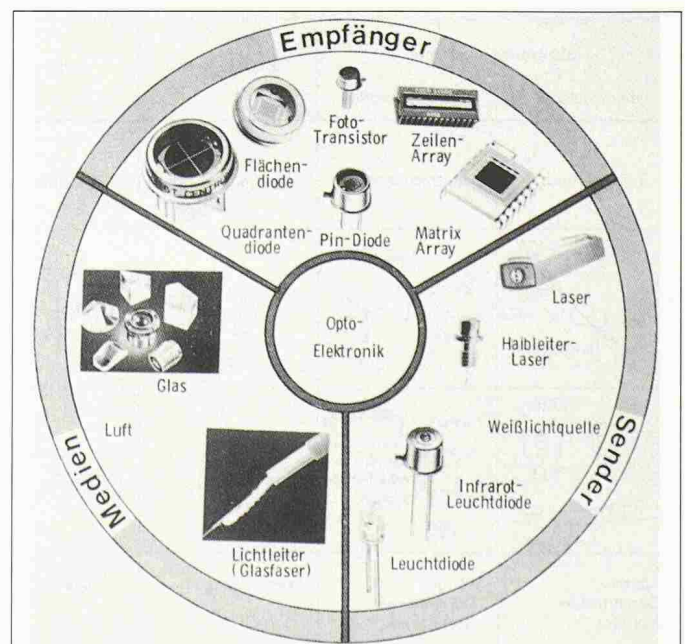 Empfänger
Foto-
Transistor
Zeilen-
Array
Flächen-
diode
Quadranten-
diode
Pin-Diode
Matrix
Array
Opto-
Elektronik
Laser
Halbleiter-
Laser
Weißlichtquelle
Infrarot-
Leuchtdiode
Leuchtdiode
Sender
Glas
Luft
Lichtleiter
(Glasfaser)
Medien